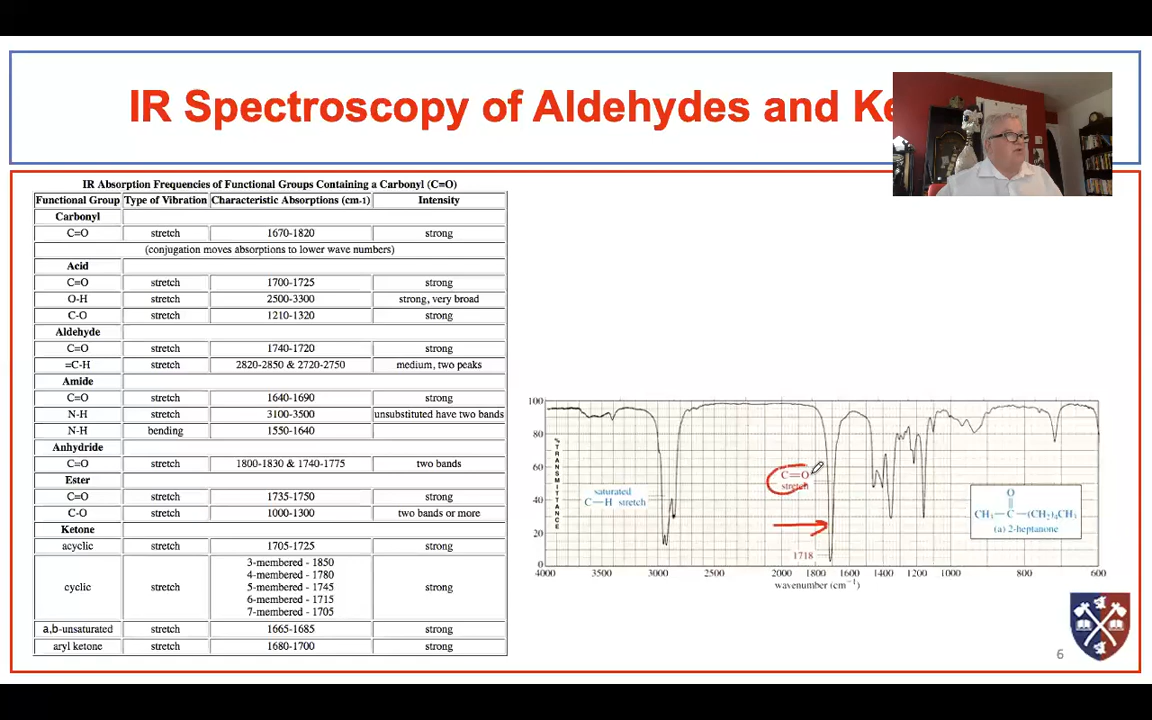 IR Spectroscopy of Aldehydes and Ke
IR Absorption Frequencies of Functional Groups Containing a Carbonyl (C=O)
Functional Group Type of Vibration Characteristic Absorptions (cm-1) Intensity
Carbonyl
C=O stretch 1670-1820 strong
(conjugation moves absorptions to lower wave numbers)
Acid
C=O stretch 1700-1725 strong
O-H stretch 2500-3300 strong, very broad
C-O stretch 1210-1320 strong
Aldehyde
C=O stretch 1740-1720 strong
=C-H stretch 2820-2850 & 2720-2750 medium, two peaks
Amide
C=O stretch 1640-1690 strong
N-H stretch 3100-3500 unsubstituted have two bands
N-H bending 1550-1640
Anhydride
C=O stretch 1800-1830 & 1740-1775 two bands
Ester
C=O stretch 1735-1750 strong
C-O stretch 1000-1300 two bands or more
Ketone
acyclic stretch 1705-1725 strong
3-membered - 1850
4-membered - 1780
cyclic stretch 5-membered - 1745 strong
6-membered - 1715
7-membered - 1705
a,b-unsaturated stretch 1665-1685 strong
aryl ketone stretch 1680-1700 strong
100
80
60
40
20
0
%TRANSMITTANCE
saturated
C—H stretch
C=O
stretch
1718
O
CH3—C—(CH2)4CH3
(a) 2-heptanone
4000 3500 3000 2500 2000 1800 1600 1400 1200 1000 800 600
wavenumber (cm−1)
6